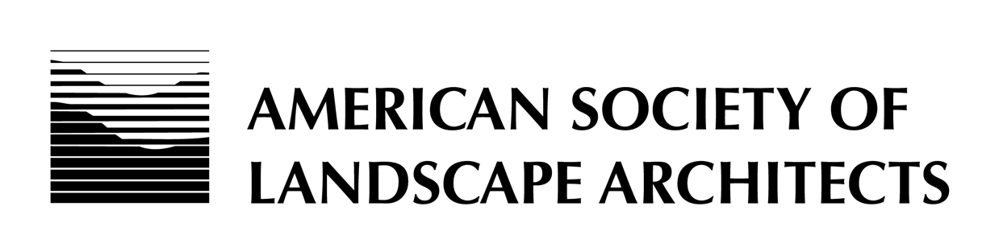 AMERICAN SOCIETY OF
LANDSCAPE ARCHITECTS